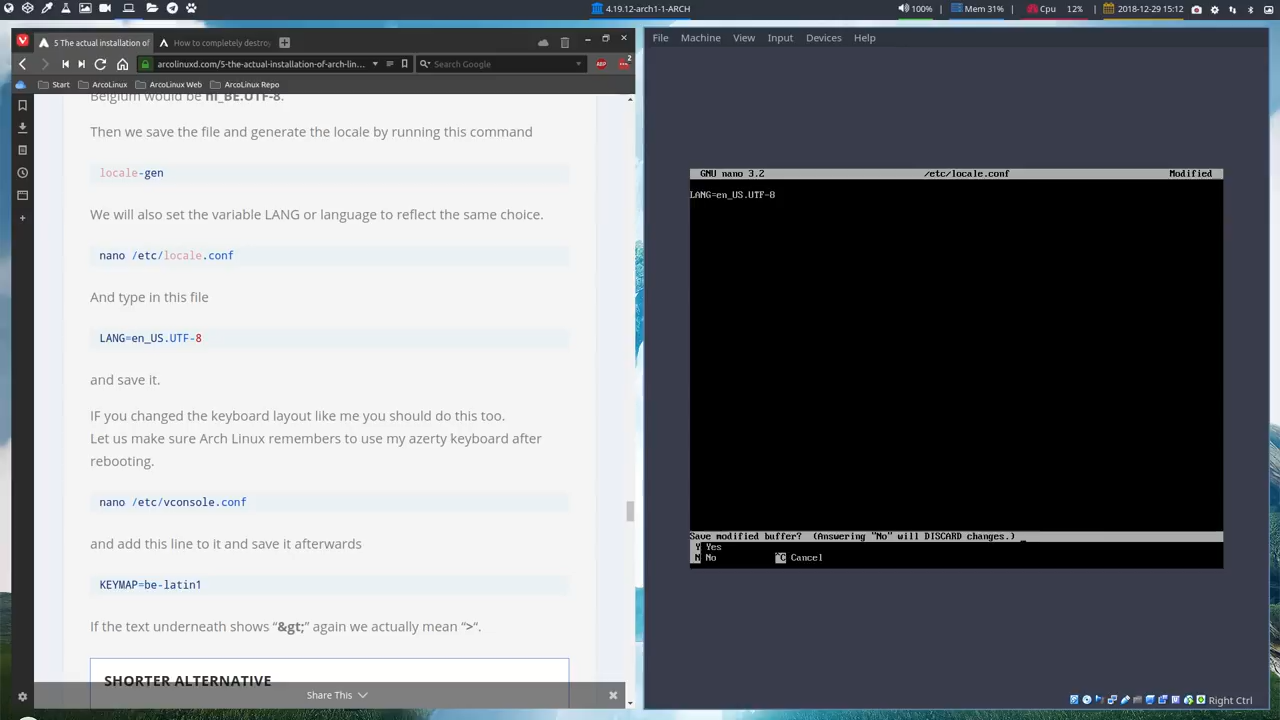 4.19.12-arch1-1-ARCH
100%
Mem 31%
Cpu 12%
2018-12-29 15:12
5 The actual installation of
How to completely destroy
arcolinuxd.com/5-the-actual-installation-of-arch-lin...
Search Google
ABP
2
Start
ArcoLinux
ArcoLinux Web
ArcoLinux Repo
Belgium would be nl_BE.UTF-8.
Then we save the file and generate the locale by running this command
locale-gen
We will also set the variable LANG or language to reflect the same choice.
nano /etc/locale.conf
And type in this file
LANG=en_US.UTF-8
and save it.
IF you changed the keyboard layout like me you should do this too.
Let us make sure Arch Linux remembers to use my azerty keyboard after
rebooting.
nano /etc/vconsole.conf
and add this line to it and save it afterwards
KEYMAP=be-latin1
If the text underneath shows “&gt;” again we actually mean “>“.
SHORTER ALTERNATIVE
Share This
File Machine View Input Devices Help
GNU nano 3.2 /etc/locale.conf Modified
LANG=en_US.UTF-8
Save modified buffer? (Answering "No" will DISCARD changes.)
Y Yes
N No ^C Cancel
Right Ctrl